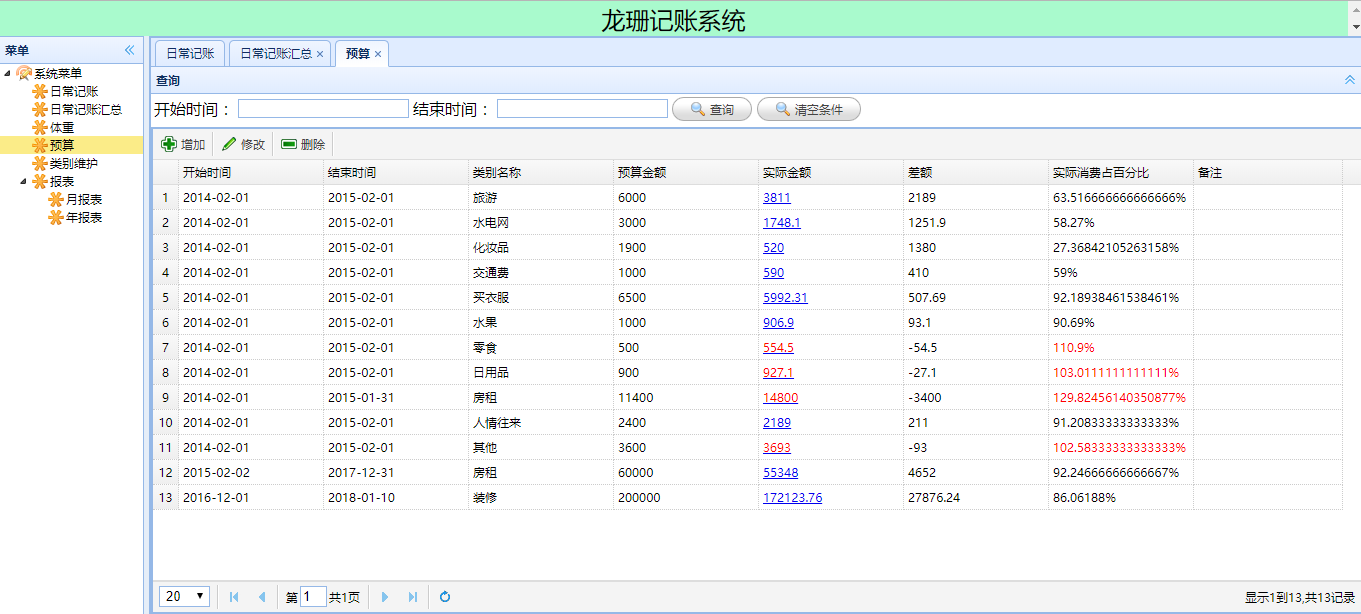 龙珊记账系统
菜单
系统菜单
日常记账
日常记账汇总
体重
预算
类别维护
报表
月报表
年报表
日常记账 日常记账汇总 预算
查询
开始时间： 结束时间： 查询 清空条件
增加 修改 删除
开始时间 结束时间 类别名称 预算金额 实际金额 差额 实际消费占百分比 备注
1 2014-02-01 2015-02-01 旅游 6000 3811 2189 63.516666666666666%
2 2014-02-01 2015-02-01 水电网 3000 1748.1 1251.9 58.27%
3 2014-02-01 2015-02-01 化妆品 1900 520 1380 27.36842105263158%
4 2014-02-01 2015-02-01 交通费 1000 590 410 59%
5 2014-02-01 2015-02-01 买衣服 6500 5992.31 507.69 92.18938461538461%
6 2014-02-01 2015-02-01 水果 1000 906.9 93.1 90.69%
7 2014-02-01 2015-02-01 零食 500 554.5 -54.5 110.9%
8 2014-02-01 2015-02-01 日用品 900 927.1 -27.1 103.0111111111111%
9 2014-02-01 2015-01-31 房租 11400 14800 -3400 129.82456140350877%
10 2014-02-01 2015-02-01 人情往来 2400 2189 211 91.20833333333333%
11 2014-02-01 2015-02-01 其他 3600 3693 -93 102.58333333333333%
12 2015-02-02 2017-12-31 房租 60000 55348 4652 92.24666666666667%
13 2016-12-01 2018-01-10 装修 200000 172123.76 27876.24 86.06188%
20 第 1 共1页 显示1到13,共13记录